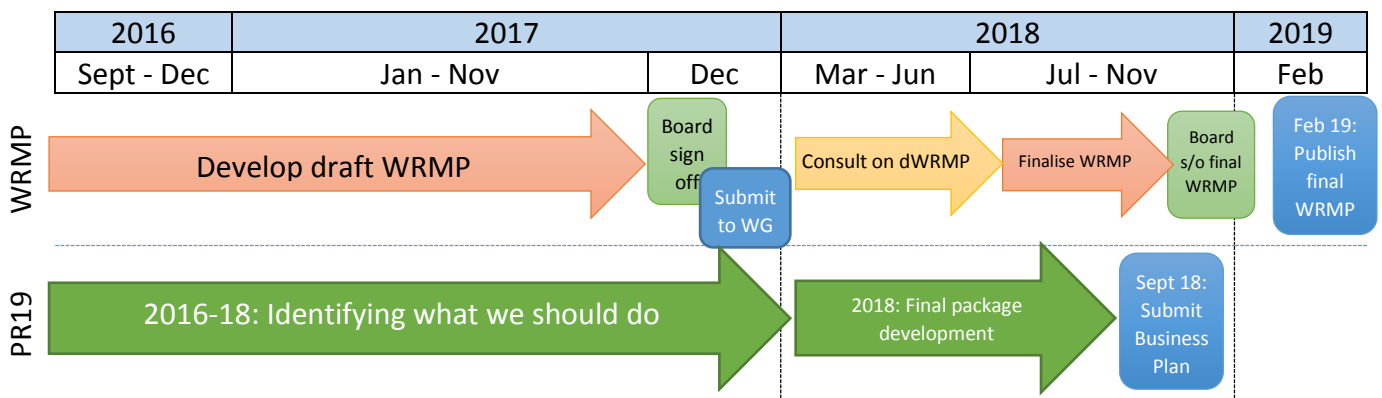 2016 2017 2018 2019
Sept - Dec Jan - Nov Dec Mar - Jun Jul - Nov Feb
WRMP
Develop draft WRMP
Board
sign
off
Submit
to WG
Consult on dWRMP
Finalise WRMP
Board
s/o final
WRMP
Feb 19:
Publish
final
WRMP
PR19
2016-18: Identifying what we should do
2018: Final package
development
Sept 18:
Submit
Business
Plan